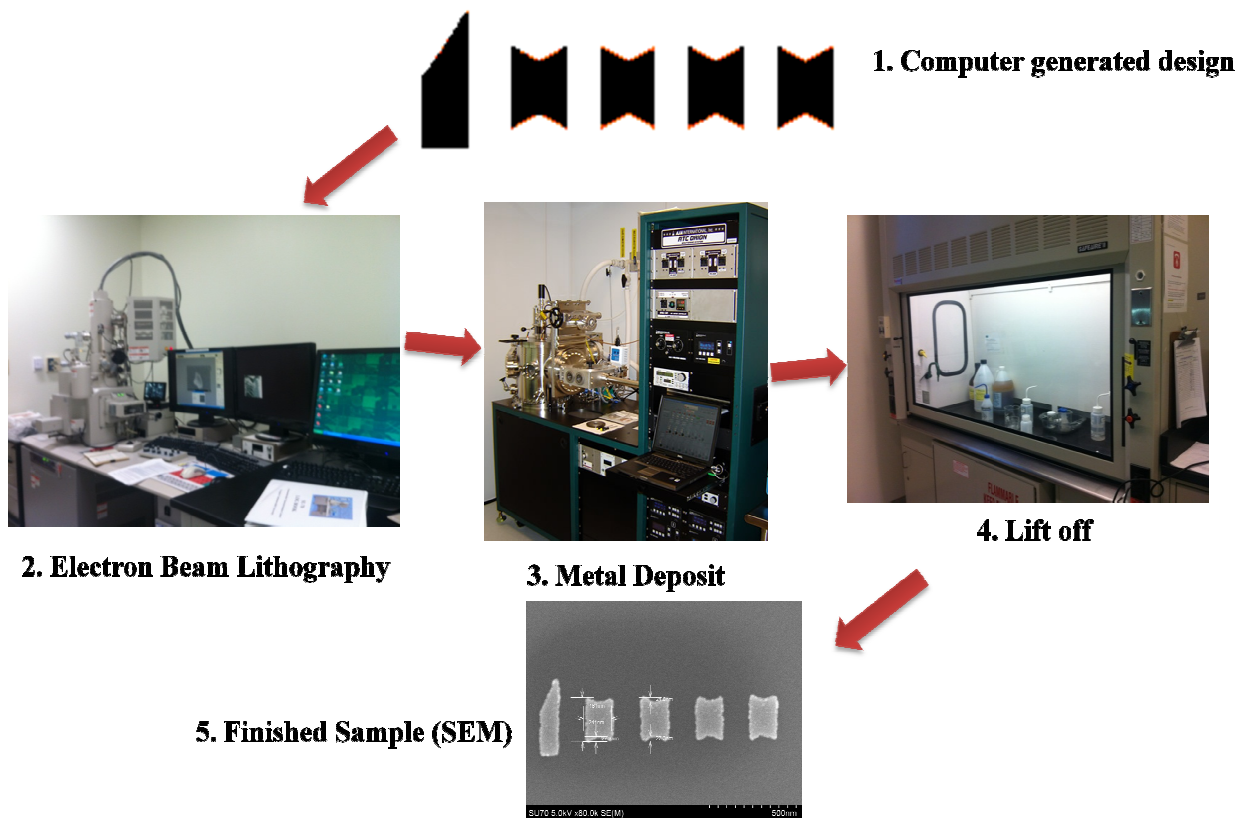 1. Computer generated design
AJA INTERNATIONAL, INC.
ATC ORION
2. Electron Beam Lithography
3. Metal Deposit
4. Lift off
FLAMMABLE
5. Finished Sample (SEM)
SU70 5.0kV x80.0k SE(M)
500nm